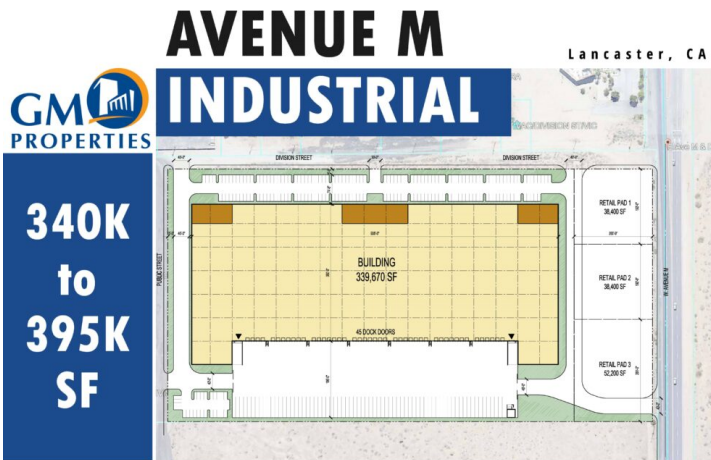 AVENUE M
Lancaster, CA
GM
PROPERTIES
INDUSTRIAL
340K
to
395K
SF
DIVISION STREET
DIVISION STREET
PUBLIC STREET
BUILDING
339,670 SF
45 DOCK DOORS
RETAIL PAD 1
38,400 SF
RETAIL PAD 2
38,400 SF
RETAIL PAD 3
52,200 SF
W. AVENUE M